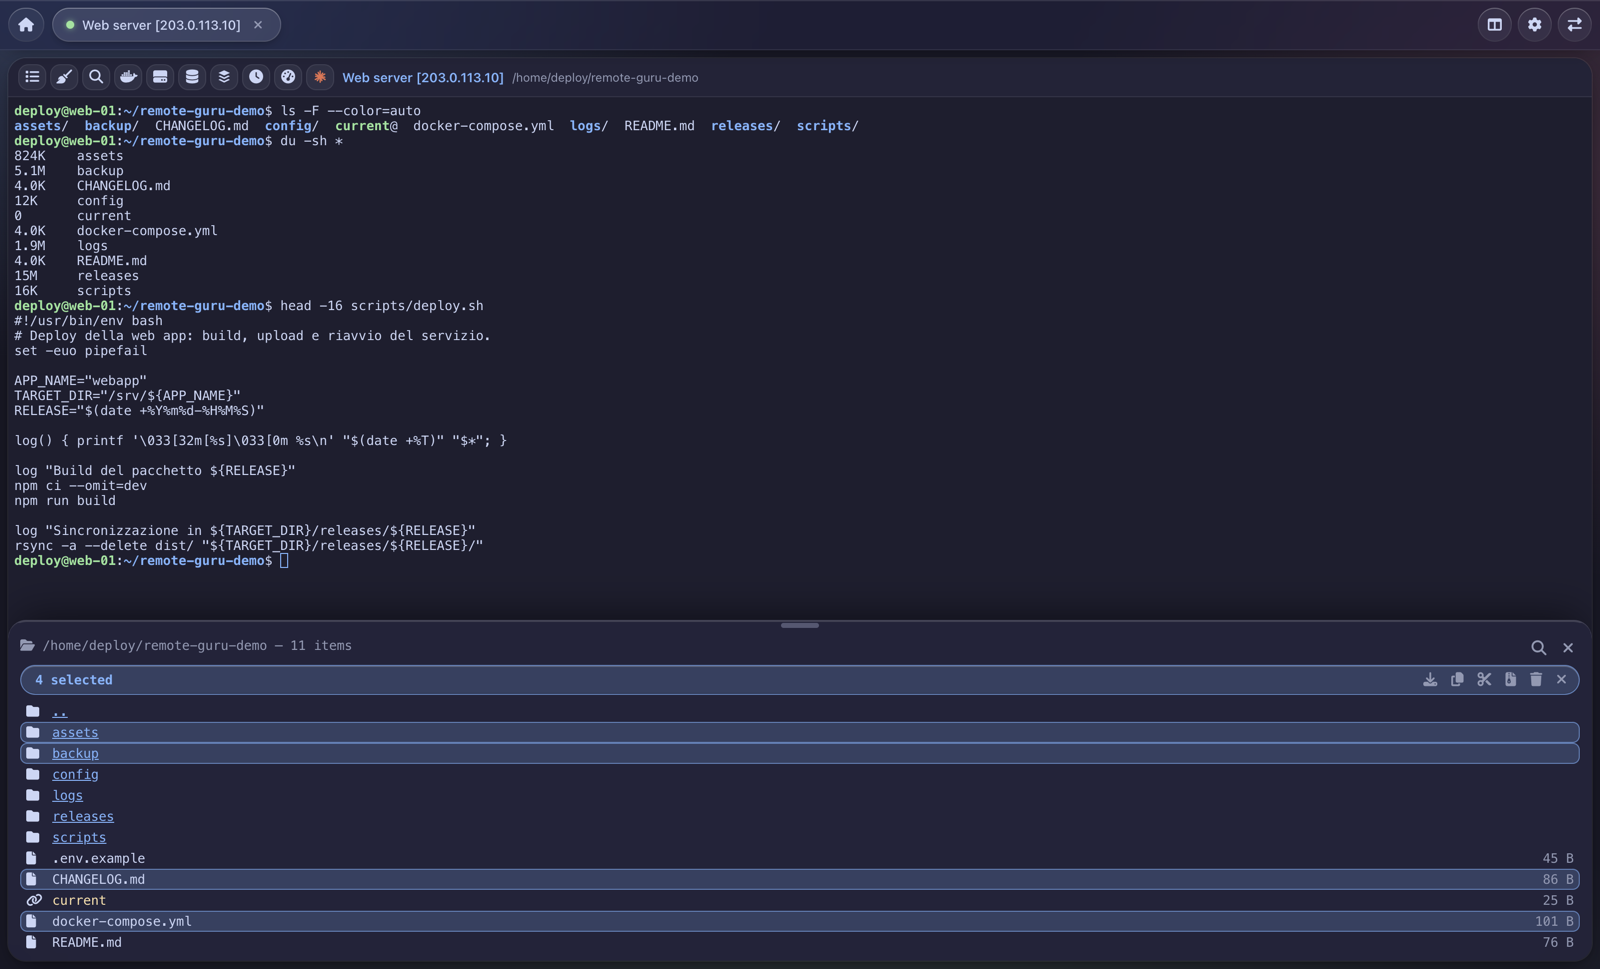 Web server [203.0.113.10]
Web server [203.0.113.10] /home/deploy/remote-guru-demo
deploy@web-01:~/remote-guru-demo$ ls -F --color=auto
assets/  backup/  CHANGELOG.md  config/  current@  docker-compose.yml  logs/  README.md  releases/  scripts/
deploy@web-01:~/remote-guru-demo$ du -sh *
824K    assets
5.1M    backup
4.0K    CHANGELOG.md
12K     config
0       current
4.0K    docker-compose.yml
1.9M    logs
4.0K    README.md
15M     releases
16K     scripts
deploy@web-01:~/remote-guru-demo$ head -16 scripts/deploy.sh
#!/usr/bin/env bash
# Deploy della web app: build, upload e riavvio del servizio.
set -euo pipefail
APP_NAME="webapp"
TARGET_DIR="/srv/${APP_NAME}"
RELEASE="$(date +%Y%m%d-%H%M%S)"
log() { printf '\033[32m[%s]\033[0m %s\n' "$(date +%T)" "$*"; }
log "Build del pacchetto ${RELEASE}"
npm ci --omit=dev
npm run build
log "Sincronizzazione in ${TARGET_DIR}/releases/${RELEASE}"
rsync -a --delete dist/ "${TARGET_DIR}/releases/${RELEASE}/"
deploy@web-01:~/remote-guru-demo$
/home/deploy/remote-guru-demo — 11 items
4 selected
..
assets
backup
config
logs
releases
scripts
.env.example 45 B
CHANGELOG.md 86 B
current 25 B
docker-compose.yml 101 B
README.md 76 B